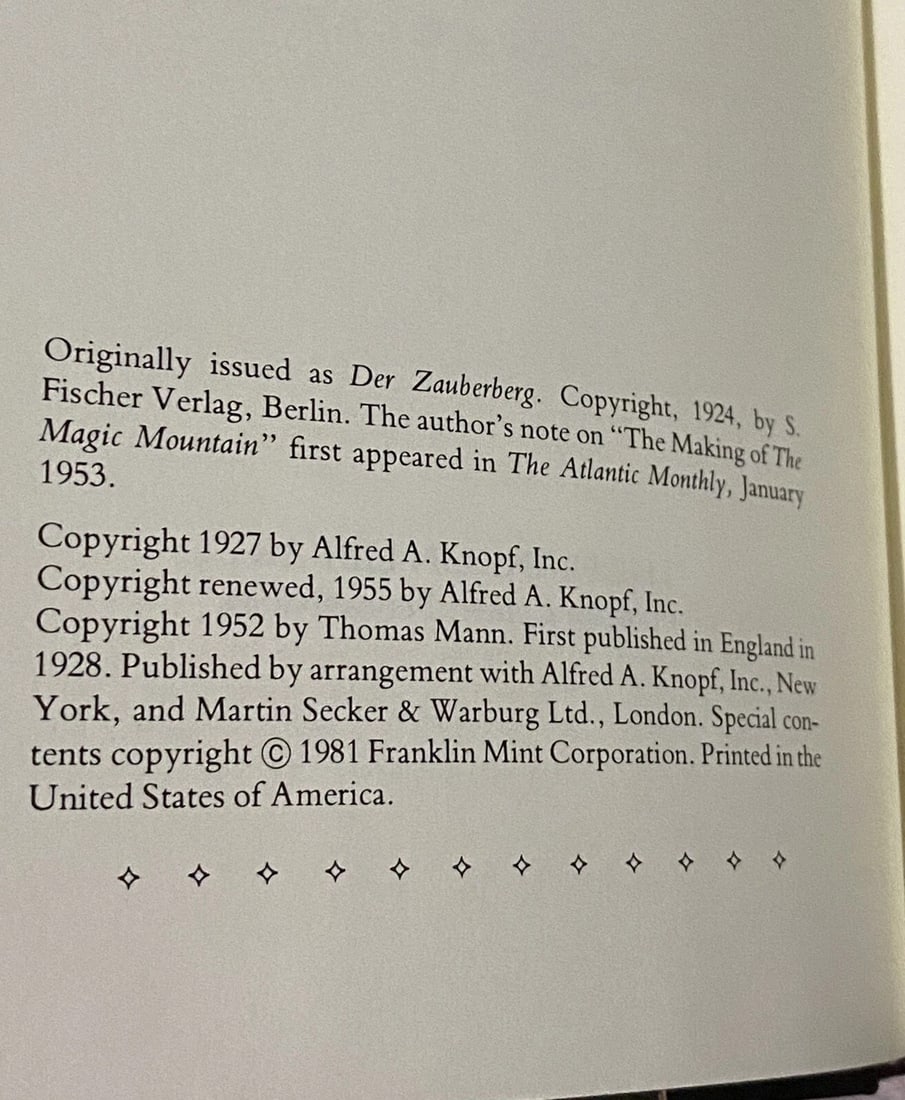 Originally issued as Der Zauberberg. Copyright, 1924, by S.
Fischer Verlag, Berlin. The author's note on “The Making of The
Magic Mountain” first appeared in The Atlantic Monthly, January
1953.
Copyright 1927 by Alfred A. Knopf, Inc.
Copyright renewed, 1955 by Alfred A. Knopf, Inc.
Copyright 1952 by Thomas Mann. First published in England in
1928. Published by arrangement with Alfred A. Knopf, Inc., New
York, and Martin Secker & Warburg Ltd., London. Special con-
tents copyright © 1981 Franklin Mint Corporation. Printed in the
United States of America.